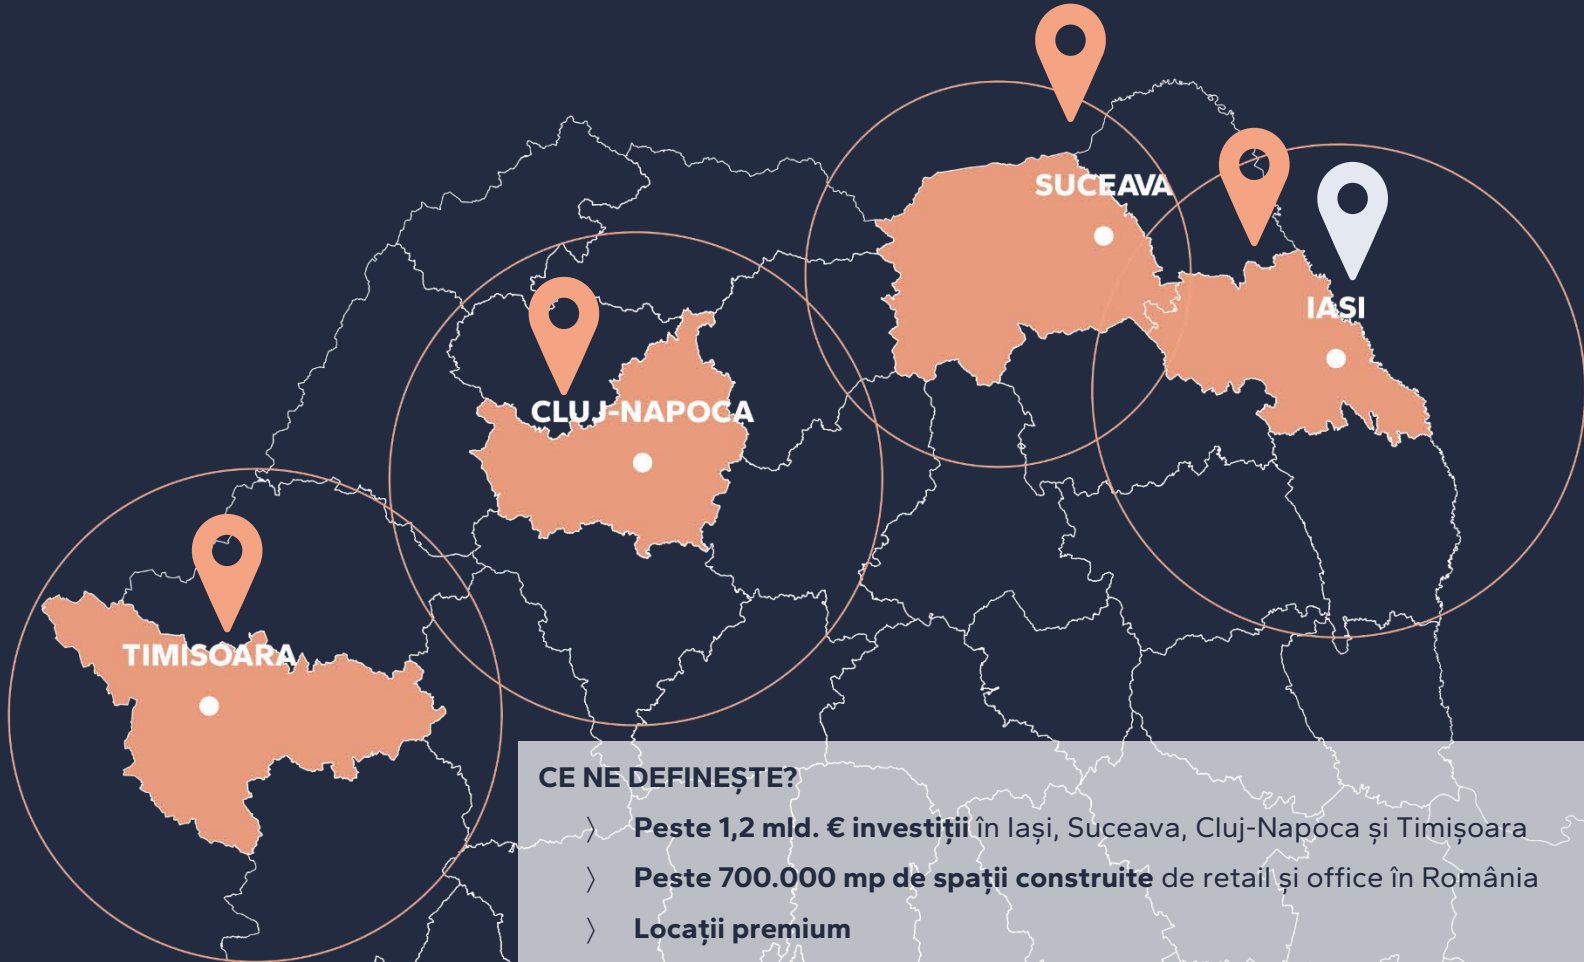 SUCEAVA
IASI
CLUJ-NAPOCA
TIMISOARA
CE NE DEFINEȘTE?
〉 Peste 1,2 mld. € investiții în Iași, Suceava, Cluj-Napoca și Timișoara
〉 Peste 700.000 mp de spații construite de retail și office în România
〉 Locații premium